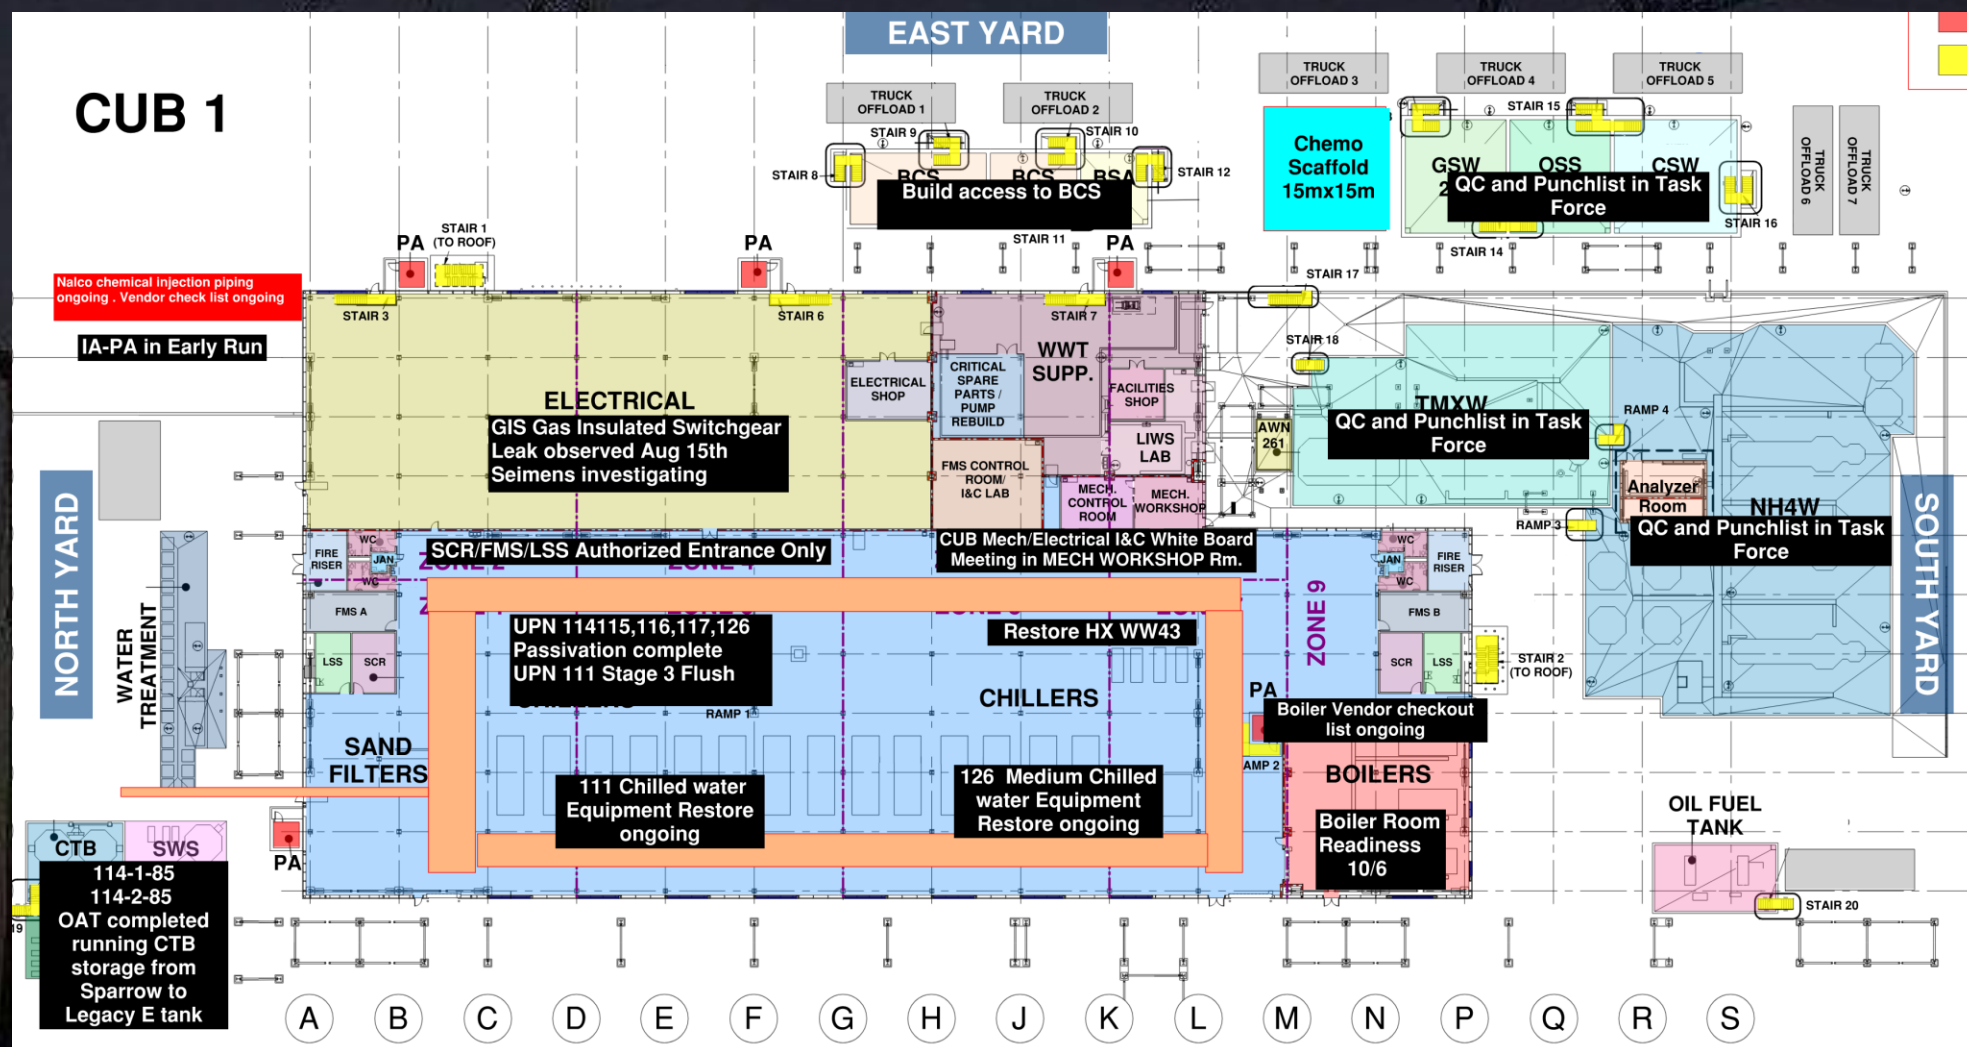 EAST YARD
CUB 1
TRUCK
OFFLOAD 1
TRUCK
OFFLOAD 2
TRUCK
OFFLOAD 3
TRUCK
OFFLOAD 4
TRUCK
OFFLOAD 5
TRUCK
OFFLOAD 6
TRUCK
OFFLOAD 7
STAIR 8
STAIR 9
STAIR 10
STAIR 12
BCS
BCS
BSA
Build access to BCS
STAIR 11
Chemo
Scaffold
15mx15m
STAIR 15
GSW
OSS
CSW
QC and Punchlist in Task
Force
STAIR 14
STAIR 16
STAIR 1
(TO ROOF)
PA
PA
PA
STAIR 17
Nalco chemical injection piping
ongoing . Vendor check list ongoing
IA-PA in Early Run
STAIR 3
STAIR 6
STAIR 7
STAIR 18
ELECTRICAL
GIS Gas Insulated Switchgear
Leak observed Aug 15th
Seimens investigating
ELECTRICAL
SHOP
WWT
SUPP.
CRITICAL
SPARE
PARTS /
PUMP
REBUILD
FACILITIES
SHOP
LIWS
LAB
FMS CONTROL
ROOM/
I&C LAB
MECH.
CONTROL
ROOM
MECH.
WORKSHOP
AWN
261
TMXW
QC and Punchlist in Task
Force
RAMP 4
Analyzer
Room
NH4W
RAMP 3
QC and Punchlist in Task
Force
NORTH YARD
SOUTH YARD
WATER
TREATMENT
FIRE
RISER
WC
JAN
WC
SCR/FMS/LSS Authorized Entrance Only
CUB Mech/Electrical I&C White Board
Meeting in MECH WORKSHOP Rm.
ZONE 2
ZONE 4
ZONE 9
WC
JAN
WC
FIRE
RISER
FMS A
FMS B
LSS
SCR
SCR
LSS
STAIR 2
(TO ROOF)
UPN 114115,116,117,126
Passivation complete
UPN 111 Stage 3 Flush
Restore HX WW43
CHILLERS
CHILLERS
RAMP 1
PA
Boiler Vendor checkout
list ongoing
SAND
FILTERS
AMP 2
BOILERS
111 Chilled water
Equipment Restore
ongoing
126 Medium Chilled
water Equipment
Restore ongoing
Boiler Room
Readiness
10/6
OIL FUEL
TANK
STAIR 20
CTB
SWS
PA
114-1-85
114-2-85
OAT completed
running CTB
storage from
Sparrow to
Legacy E tank
19
A B C D E F G H J K L M N P Q R S